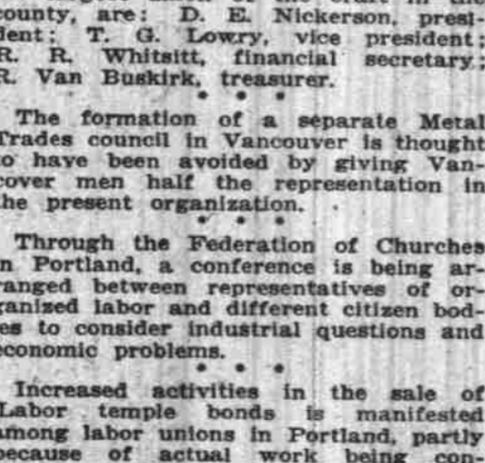 county, are: D. E. Nickerson, presi-
dent; T. G. Lowry, vice president;
R. R. Whitsitt, financial secretary;
R. Van Buskirk, treasurer.
* * *
The formation of a separate Metal
Trades council in Vancouver is thought
to have been avoided by giving Van-
cover men half the representation in
the present organization.
* * *
Through the Federation of Churches
in Portland, a conference is being ar-
ranged between representatives of or-
ganized labor and different citizen bod-
ies to consider industrial questions and
economic problems.
* * *
Increased activities in the sale of
Labor temple bonds is manifested
among labor unions in Portland, partly
because of actual work being con-